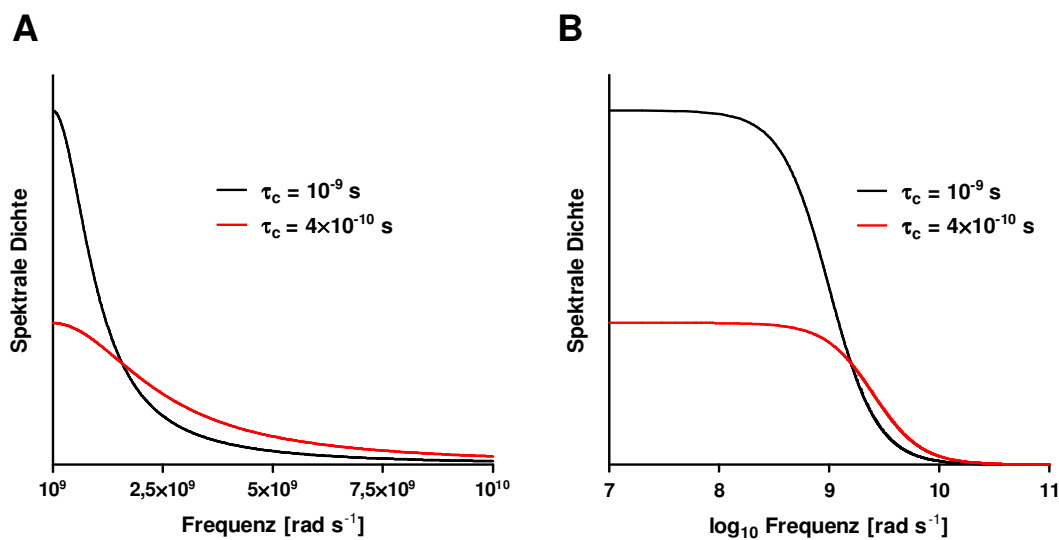 A
Spektrale Dichte
τc = 10⁻⁹ s
τc = 4×10⁻¹⁰ s
10⁹ 2,5×10⁹ 5×10⁹ 7,5×10⁹ 10¹⁰
Frequenz [rad s⁻¹]
B
Spektrale Dichte
τc = 10⁻⁹ s
τc = 4×10⁻¹⁰ s
7 8 9 10 11
log₁₀ Frequenz [rad s⁻¹]